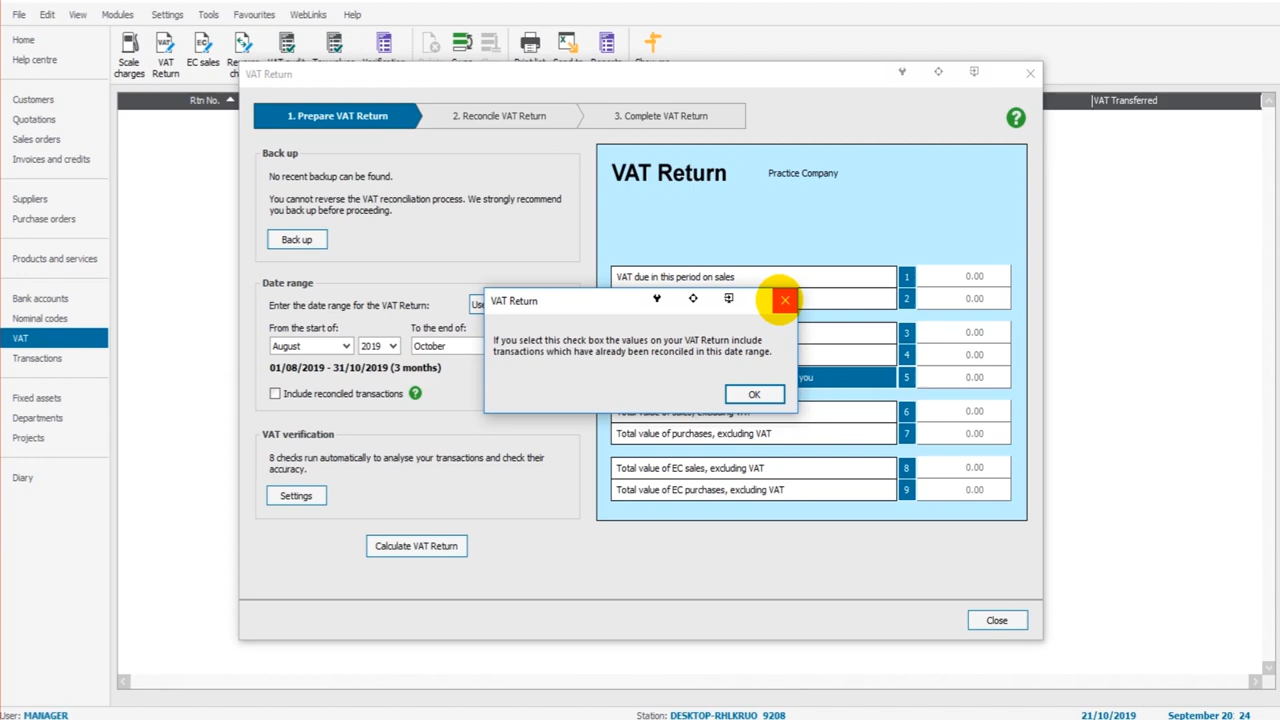 File Edit View Modules Settings Tools Favourites WebLinks Help
Home
Help centre
Customers
Quotations
Sales orders
Invoices and credits
Suppliers
Purchase orders
Products and services
Bank accounts
Nominal codes
VAT
Transactions
Fixed assets
Departments
Projects
Diary
Scale charges
VAT Return
EC sales
Rtn No.
VAT Transferred
VAT Return
1. Prepare VAT Return 2. Reconcile VAT Return 3. Complete VAT Return
Back up
No recent backup can be found.
You cannot reverse the VAT reconciliation process. We strongly recommend
you back up before proceeding.
Back up
Date range
Enter the date range for the VAT Return:
From the start of: To the end of:
August 2019 October
01/08/2019 - 31/10/2019 (3 months)
Include reconciled transactions ?
VAT verification
8 checks run automatically to analyse your transactions and check their
accuracy.
Settings
Calculate VAT Return
?
VAT Return Practice Company
VAT due in this period on sales 1 0.00
2 0.00
3 0.00
4 0.00
you 5 0.00
Total value of sales, excluding VAT 6 0.00
Total value of purchases, excluding VAT 7 0.00
Total value of EC sales, excluding VAT 8 0.00
Total value of EC purchases, excluding VAT 9 0.00
VAT Return
If you select this check box the values on your VAT Return include
transactions which have already been reconciled in this date range.
OK
Close
User: MANAGER Station: DESKTOP-RHLKRUO_9208 21/10/2019 September 20 24